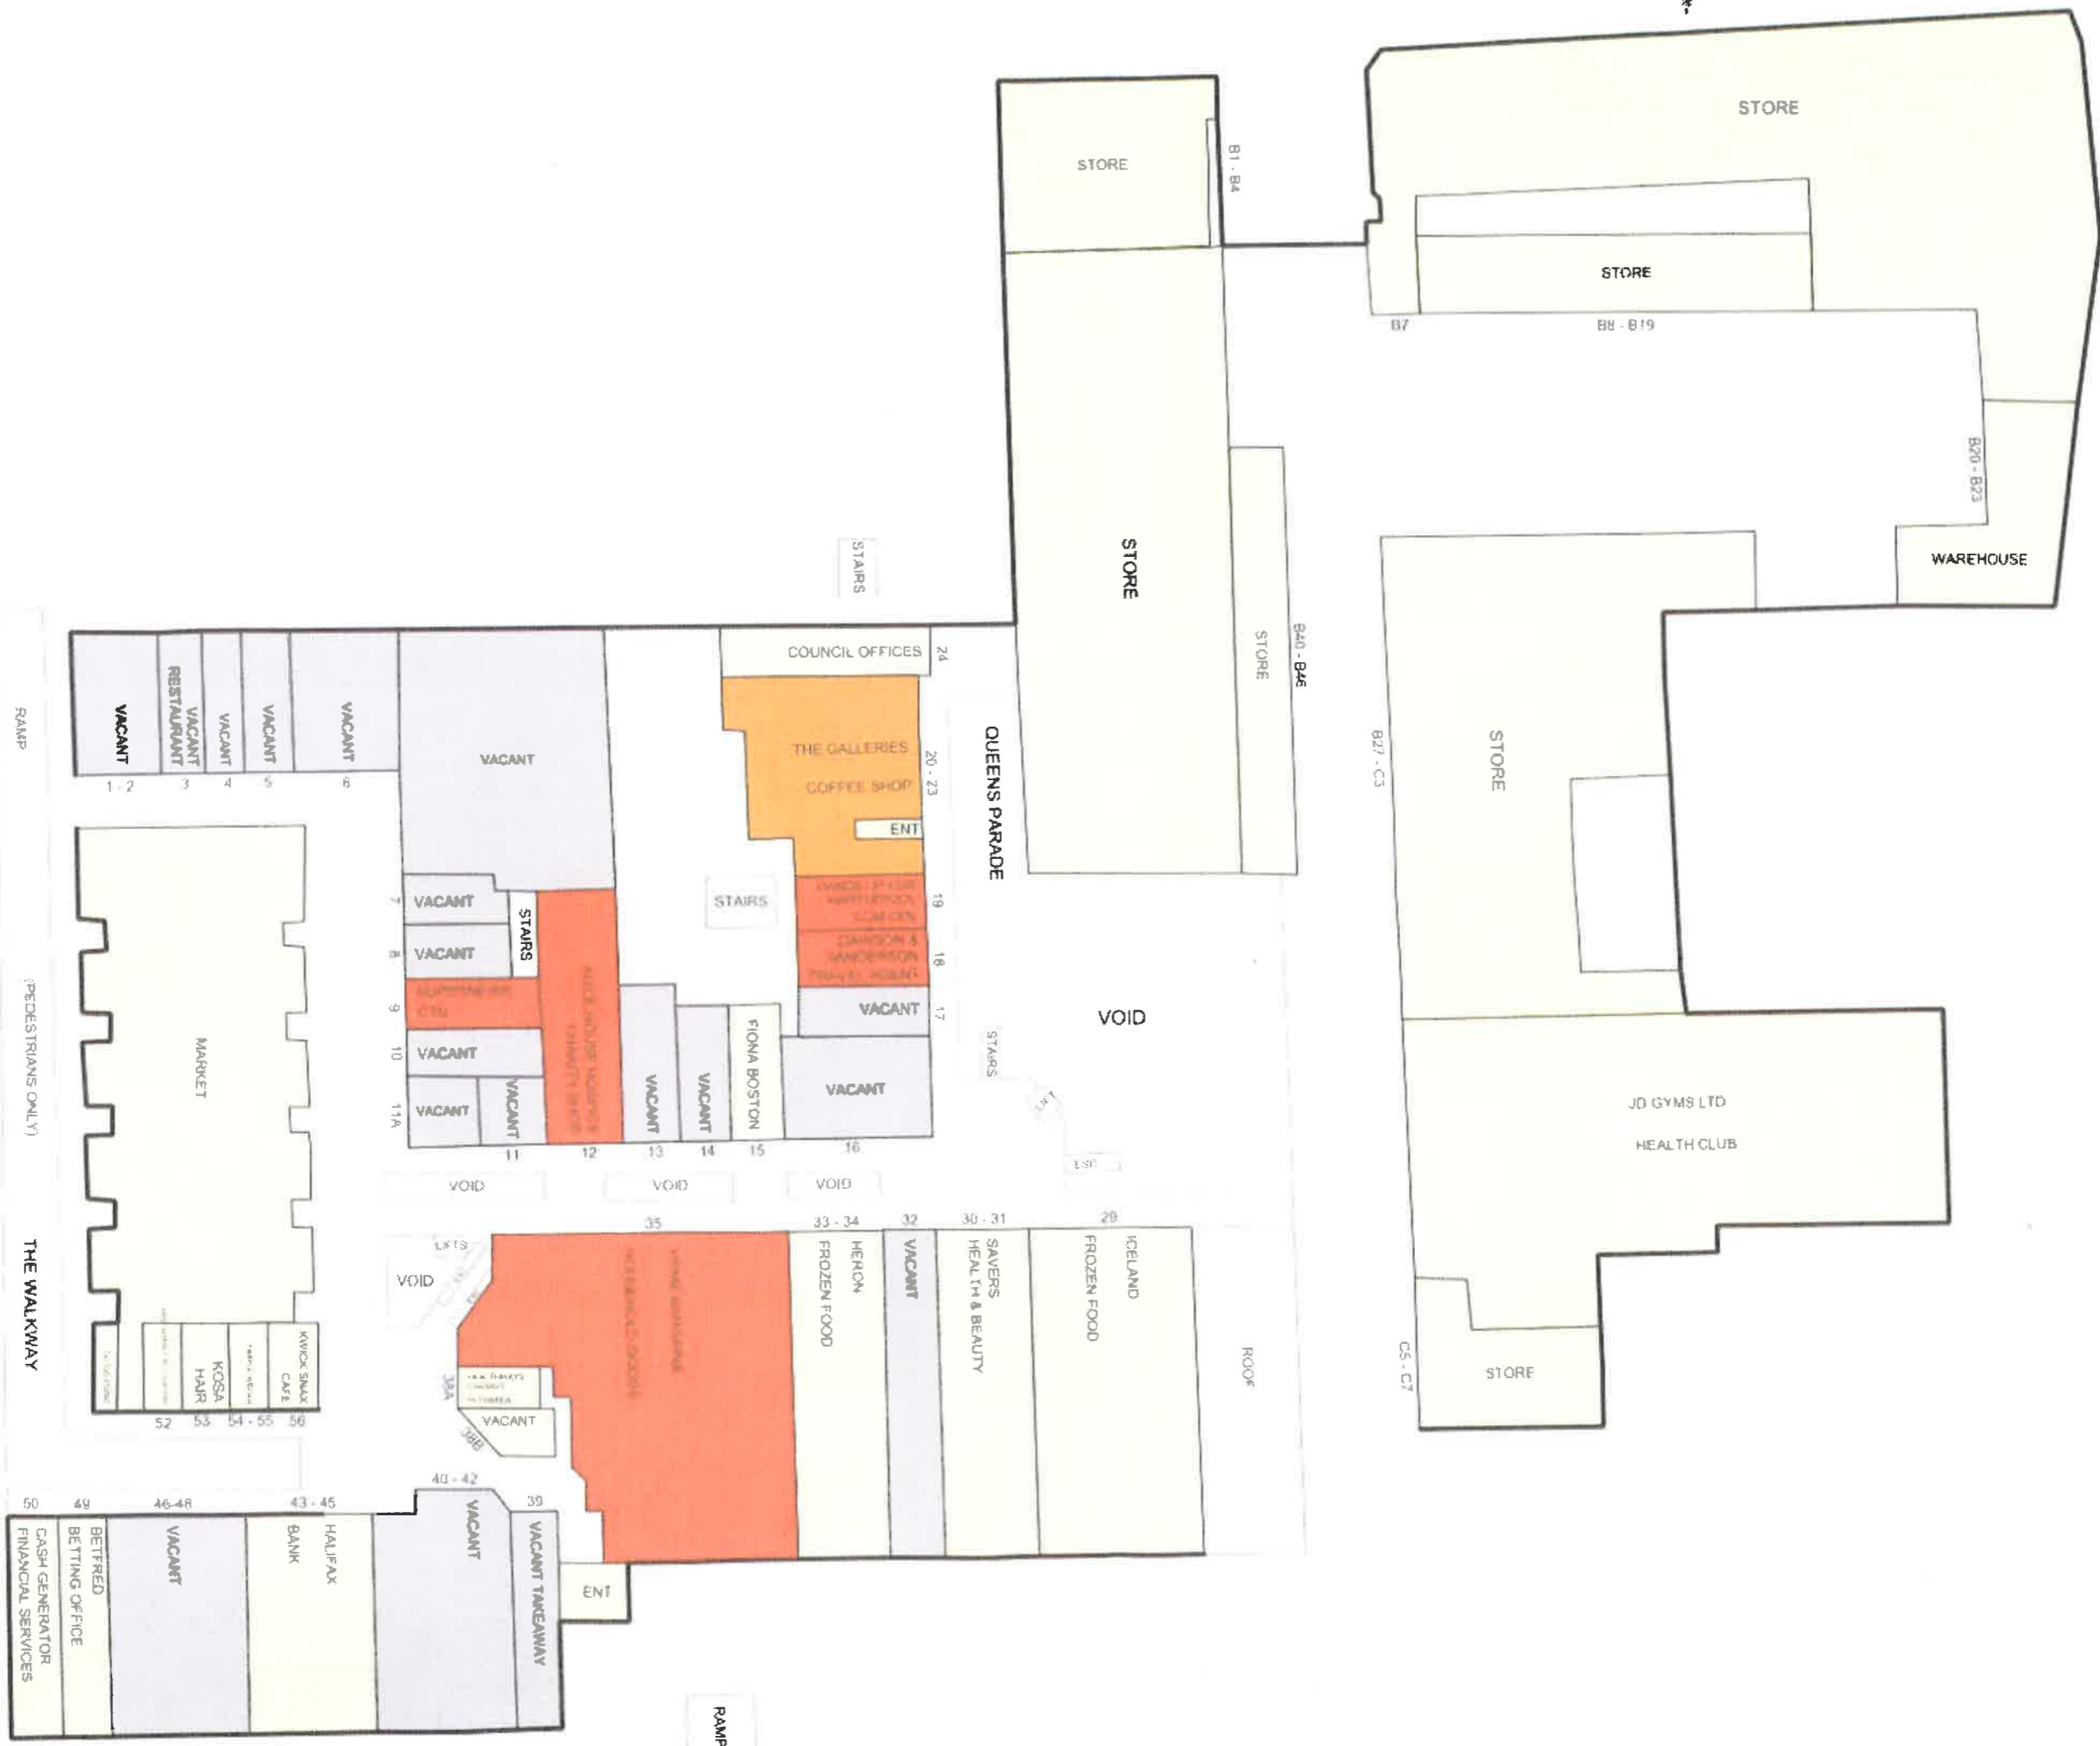 STORE
STORE
B1 - B4
STORE
B7
B8 - B19
B20 - B23
WAREHOUSE
STORE
STORE
B40 - B46
B27 - C3
STORE
STAIRS
COUNCIL OFFICES
24
THE GALLERIES
COFFEE SHOP
20 - 23
ENT
QUEENS PARADE
RAMP
VACANT
1 - 2
VACANT
RESTAURANT
3
VACANT
4
VACANT
5
VACANT
6
VACANT
STAIRS
19
SANDERSON
18
VACANT
17
VACANT
16
VACANT
7
VACANT
8
STAIRS
9
VACANT
10
VACANT
11A
VACANT
11
CHARITY SHOP
12
VACANT
13
VACANT
14
FIONA BOSTON
15
VOID
STAIRS
LIFT
ESC
JD GYMS LTD
HEALTH CLUB
MARKET
(PEDESTRIANS ONLY)
THE WALKWAY
VOID
VOID
VOID
LIFTS
VOID
35
33 - 34
HERON
FROZEN FOOD
32
VACANT
30 - 31
SAVERS
HEALTH & BEAUTY
29
ICELAND
FROZEN FOOD
ROOF
C5 - C7
STORE
38A
VACANT
38B
52
KOSA
HAIR
53
54 - 55
KWICK SNAX
CAFE
56
40 - 42
VACANT
39
VACANT TAKEAWAY
ENT
43 - 45
HALIFAX
BANK
46-48
VACANT
49
BETFRED
BETTING OFFICE
50
CASH GENERATOR
FINANCIAL SERVICES
RAMP